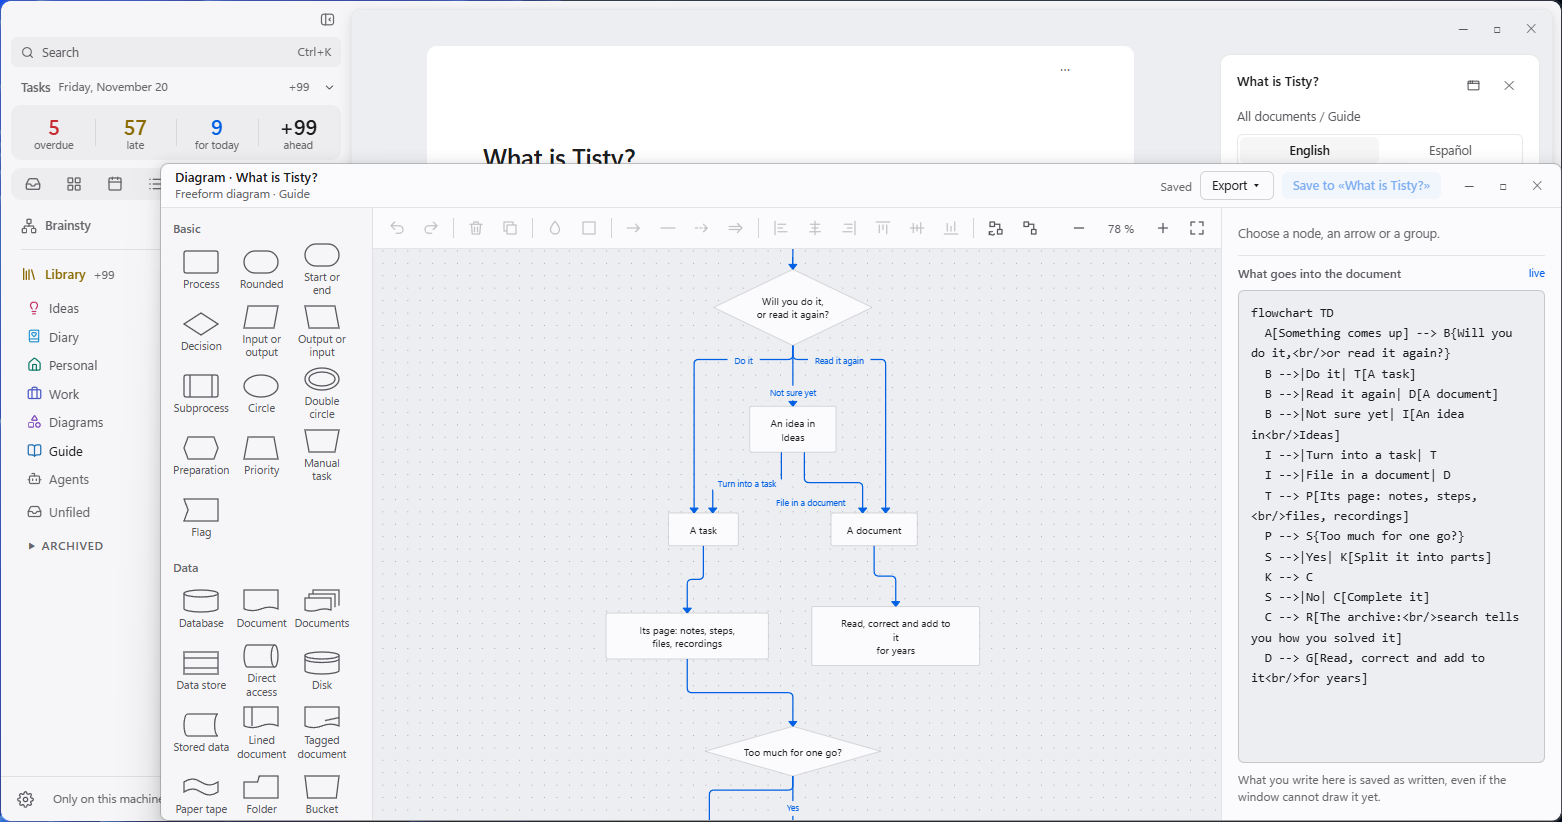 Search
Ctrl+K
Tasks Friday, November 20 +99
5 overdue
57 late
9 for today
+99 ahead
Brainsty
Library +99
Ideas
Diary
Personal
Work
Diagrams
Guide
Agents
Unfiled
ARCHIVED
Only on this machine
...
What is Tisty?
What is Tisty?
All documents / Guide
English
Español
Diagram · What is Tisty?
Freeform diagram · Guide
Saved
Export
Save to «What is Tisty?»
78 %
Basic
Process
Rounded
Start or
end
Decision
Input or
output
Output or
input
Subprocess
Circle
Double
circle
Preparation
Priority
Manual
task
Flag
Data
Database
Document
Documents
Data store
Direct
access
Disk
Stored data
Lined
document
Tagged
document
Paper tape
Folder
Bucket
Will you do it,
or read it again?
Do it
Read it again
Not sure yet
An idea in
Ideas
Turn into a task
File in a document
A task
A document
Its page: notes, steps,
files, recordings
Read, correct and add to
it
for years
Too much for one go?
Yes
Choose a node, an arrow or a group.
What goes into the document
live
flowchart TD
A[Something comes up] --> B{Will you
do it,<br/>or read it again?}
B -->|Do it| T[A task]
B -->|Read it again| D[A document]
B -->|Not sure yet| I[An idea
in<br/>Ideas]
I -->|Turn into a task| T
I -->|File in a document| D
T --> P[Its page: notes, steps,
<br/>files, recordings]
P --> S{Too much for one go?}
S -->|Yes| K[Split it into parts]
K --> C
S -->|No| C[Complete it]
C --> R[The archive:<br/>search tells
you how you solved it]
D --> G[Read, correct and add to
it<br/>for years]
What you write here is saved as written, even if the
window cannot draw it yet.